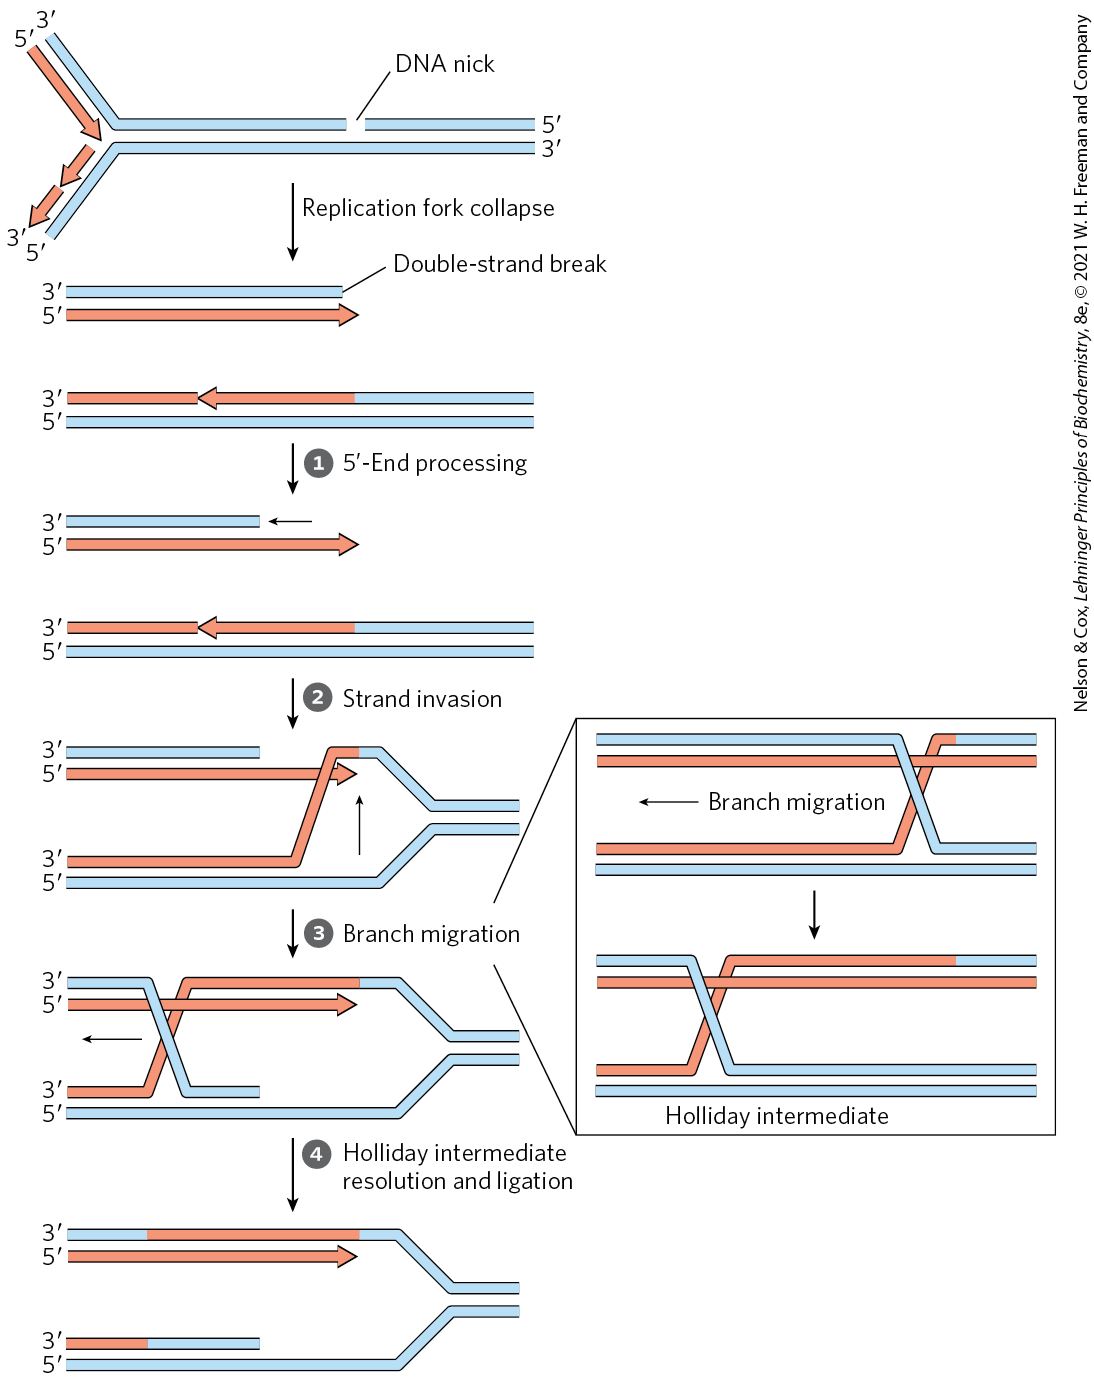 3′
5′
DNA nick
5′
3′
3′
5′
Replication fork collapse
Double-strand break
3′
5′
3′
5′
1 5′-End processing
3′
5′
3′
5′
2 Strand invasion
3′
5′
3′
5′
3 Branch migration
3′
5′
3′
5′
4 Holliday intermediate
resolution and ligation
3′
5′
3′
5′
Branch migration
Holliday intermediate
Nelson & Cox, Lehninger Principles of Biochemistry, 8e, © 2021 W. H. Freeman and Company